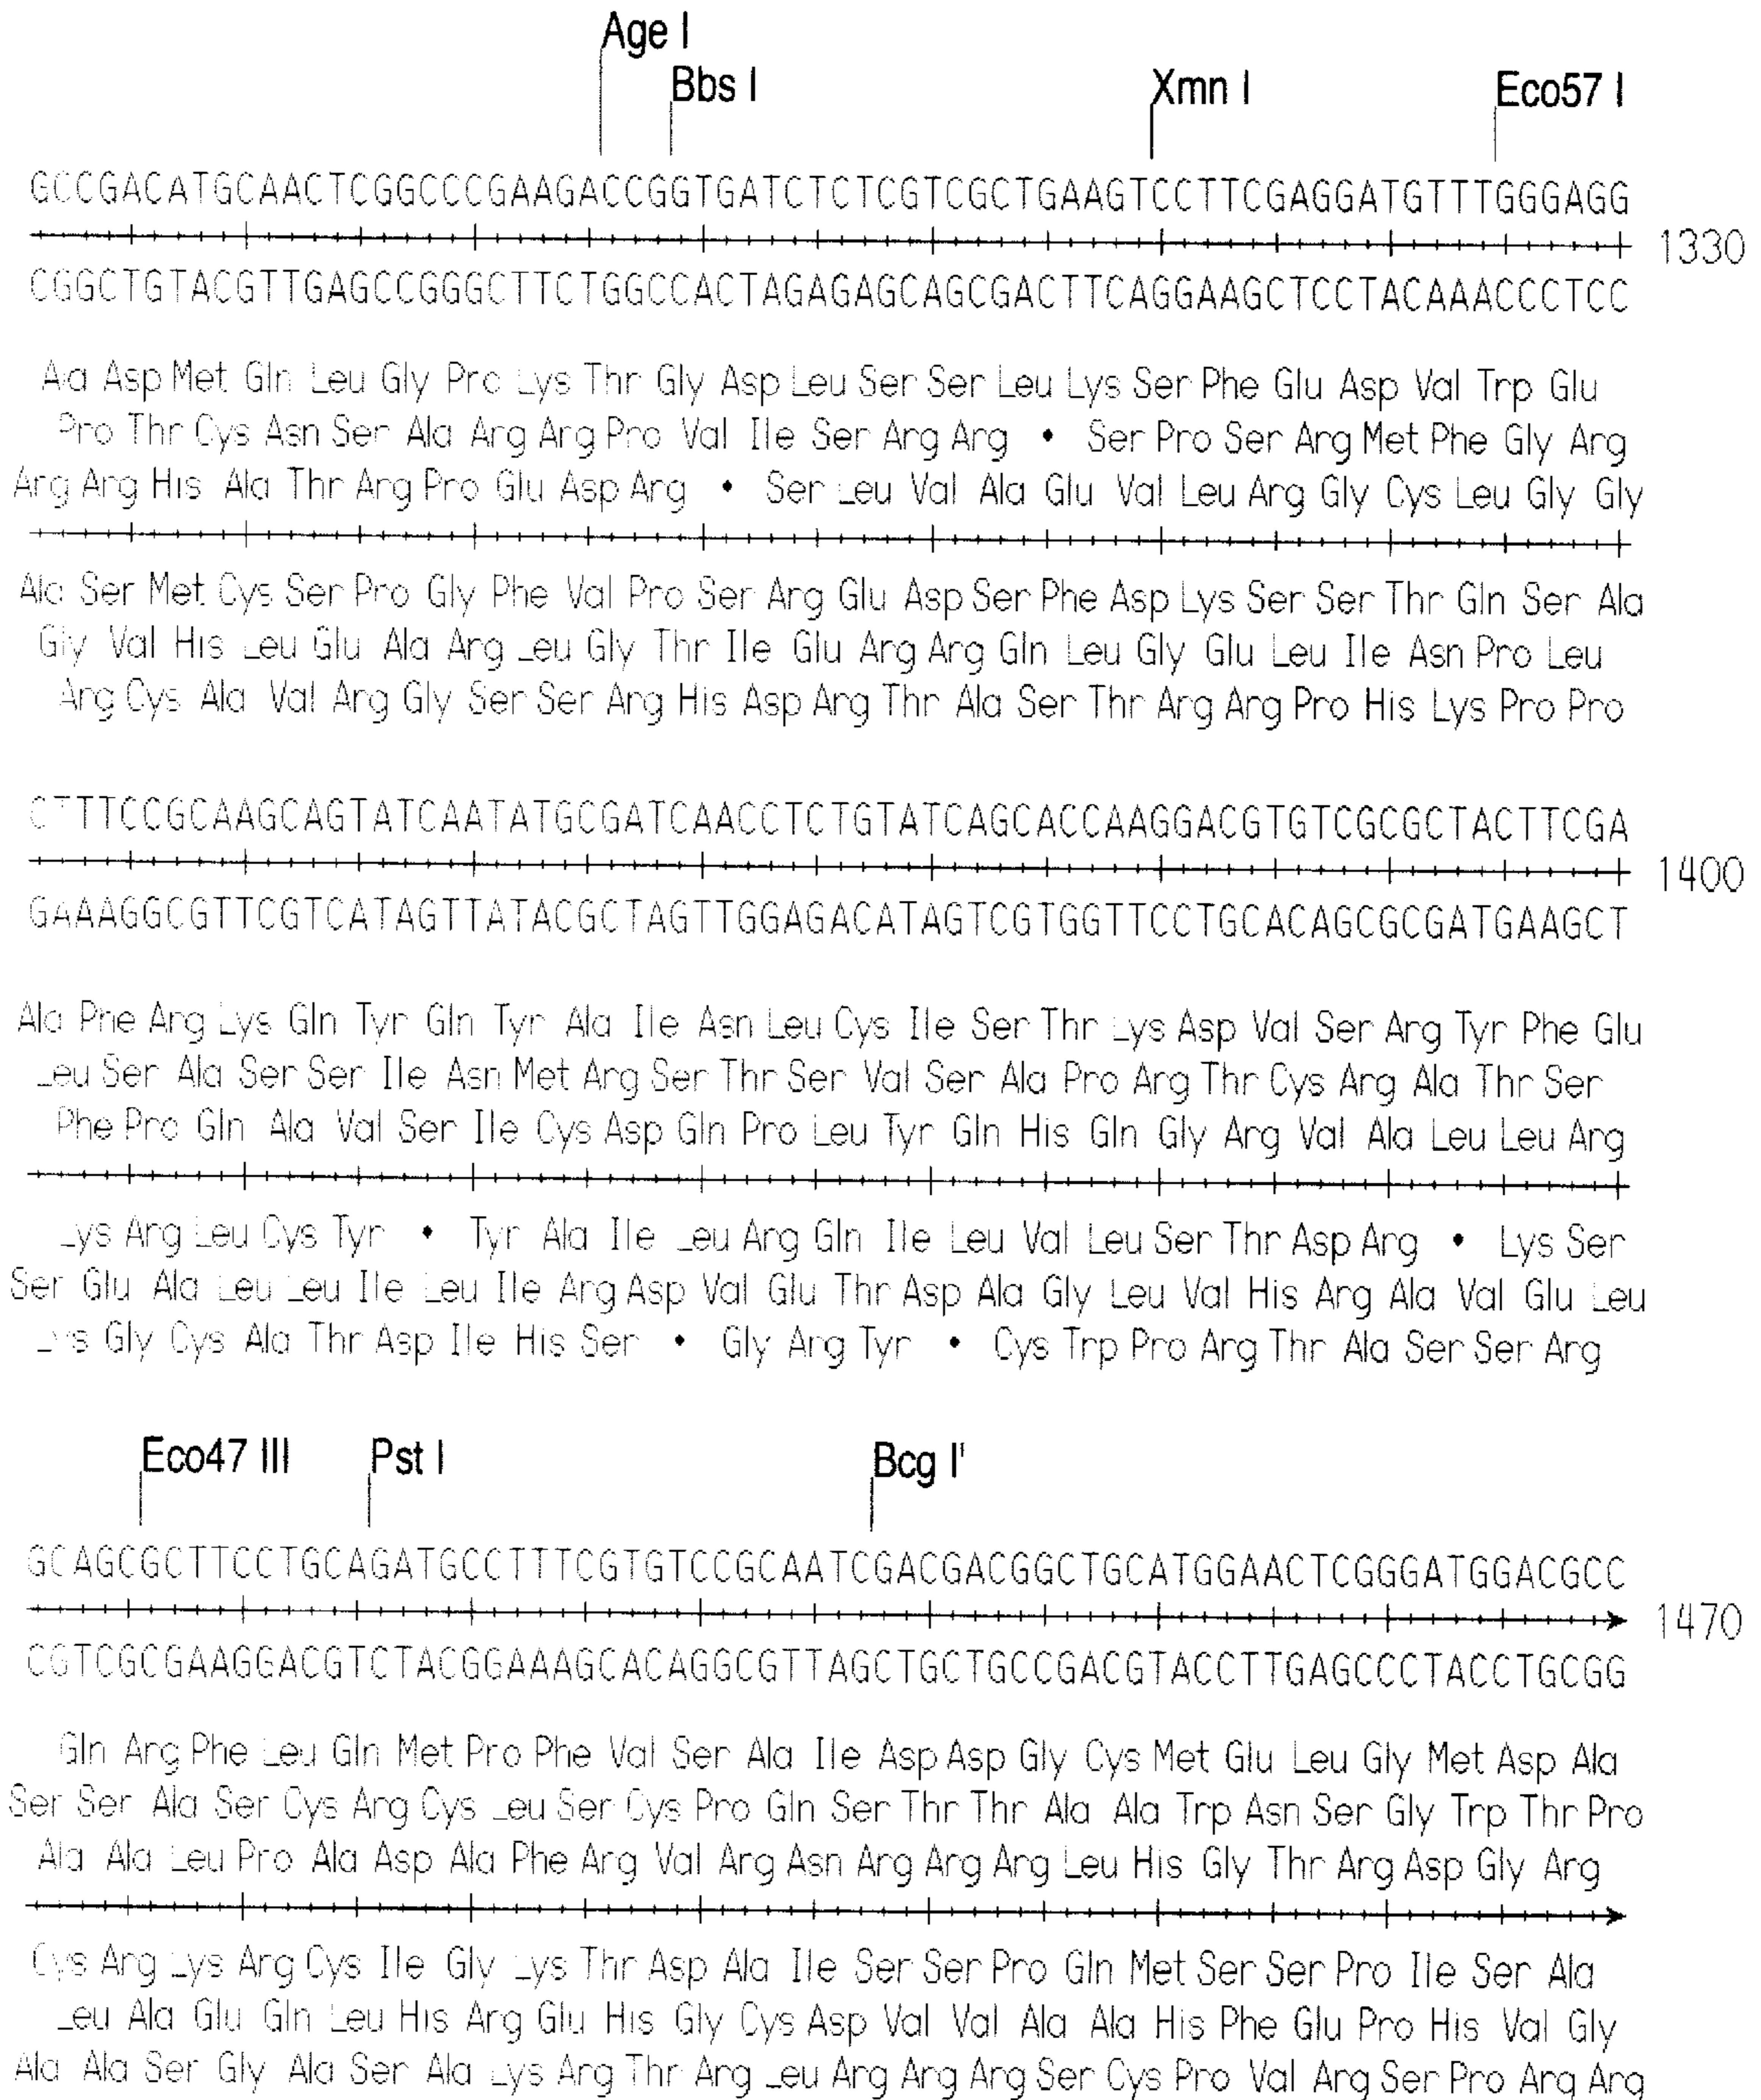 Age I
Bbs I Xmn I Eco57 I
GCCGACATGCAACTCGGCCCGAAGACCGGTGATCTCTCGTCGCTGAAGTCCTTCGAGGATGTTTGGGAGG
1330
CGGCTGTACGTTGAGCCGGGCTTCTGGCCACTAGAGAGCAGCGACTTCAGGAAGCTCCTACAAACCCTCC
Ala Asp Met Gln Leu Gly Pro Lys Thr Gly Asp Leu Ser Ser Leu Lys Ser Phe Glu Asp Val Trp Glu
Pro Thr Cys Asn Ser Ala Arg Arg Pro Val Ile Ser Arg Arg • Ser Pro Ser Arg Met Phe Gly Arg
Arg Arg His Ala Thr Arg Pro Glu Asp Arg • Ser Leu Val Ala Glu Val Leu Arg Gly Cys Leu Gly Gly
Ala Ser Met Cys Ser Pro Gly Phe Val Pro Ser Arg Glu Asp Ser Phe Asp Lys Ser Ser Thr Gln Ser Ala
Gly Val His Leu Glu Ala Arg Leu Gly Thr Ile Glu Arg Arg Gln Leu Gly Glu Leu Ile Asn Pro Leu
Arg Cys Ala Val Arg Gly Ser Ser Arg His Asp Arg Thr Ala Ser Thr Arg Arg Pro His Lys Pro Pro
CTTTCCGCAAGCAGTATCAATATGCGATCAACCTCTGTATCAGCACCAAGGACGTGTCGCGCTACTTCGA
1400
GAAAGGCGTTCGTCATAGTTATACGCTAGTTGGAGACATAGTCGTGGTTCCTGCACAGCGCGATGAAGCT
Ala Phe Arg Lys Gln Tyr Gln Tyr Ala Ile Asn Leu Cys Ile Ser Thr Lys Asp Val Ser Arg Tyr Phe Glu
Leu Ser Ala Ser Ser Ile Asn Met Arg Ser Thr Ser Val Ser Ala Pro Arg Thr Cys Arg Ala Thr Ser
Phe Pro Gln Ala Val Ser Ile Cys Asp Gln Pro Leu Tyr Gln His Gln Gly Arg Val Ala Leu Leu Arg
Lys Arg Leu Cys Tyr • Tyr Ala Ile Leu Arg Gln Ile Leu Val Leu Ser Thr Asp Arg • Lys Ser
Ser Glu Ala Leu Leu Ile Leu Ile Arg Asp Val Glu Thr Asp Ala Gly Leu Val His Arg Ala Val Glu Leu
Lys Gly Cys Ala Thr Asp Ile His Ser • Gly Arg Tyr • Cys Trp Pro Arg Thr Ala Ser Ser Arg
Eco47 III Pst I Bcg I'
GCAGCGCTTCCTGCAGATGCCTTTCGTGTCCGCAATCGACGACGGCTGCATGGAACTCGGGATGGACGCC
1470
CGTCGCGAAGGACGTCTACGGAAAGCACAGGCGTTAGCTGCTGCCGACGTACCTTGAGCCCTACCTGCGG
Gln Arg Phe Leu Gln Met Pro Phe Val Ser Ala Ile Asp Asp Gly Cys Met Glu Leu Gly Met Asp Ala
Ser Ser Ala Ser Cys Arg Cys Leu Ser Cys Pro Gln Ser Thr Thr Ala Ala Trp Asn Ser Gly Trp Thr Pro
Ala Ala Leu Pro Ala Asp Ala Phe Arg Val Arg Asn Arg Arg Arg Leu His Gly Thr Arg Asp Gly Arg
Cys Arg Lys Arg Cys Ile Gly Lys Thr Asp Ala Ile Ser Ser Pro Gln Met Ser Ser Pro Ile Ser Ala
Leu Ala Glu Gln Leu His Arg Glu His Gly Cys Asp Val Val Ala Ala His Phe Glu Pro His Val Gly
Ala Ala Ser Gly Ala Ser Ala Lys Arg Thr Arg Leu Arg Arg Arg Ser Cys Pro Val Arg Ser Pro Arg Arg